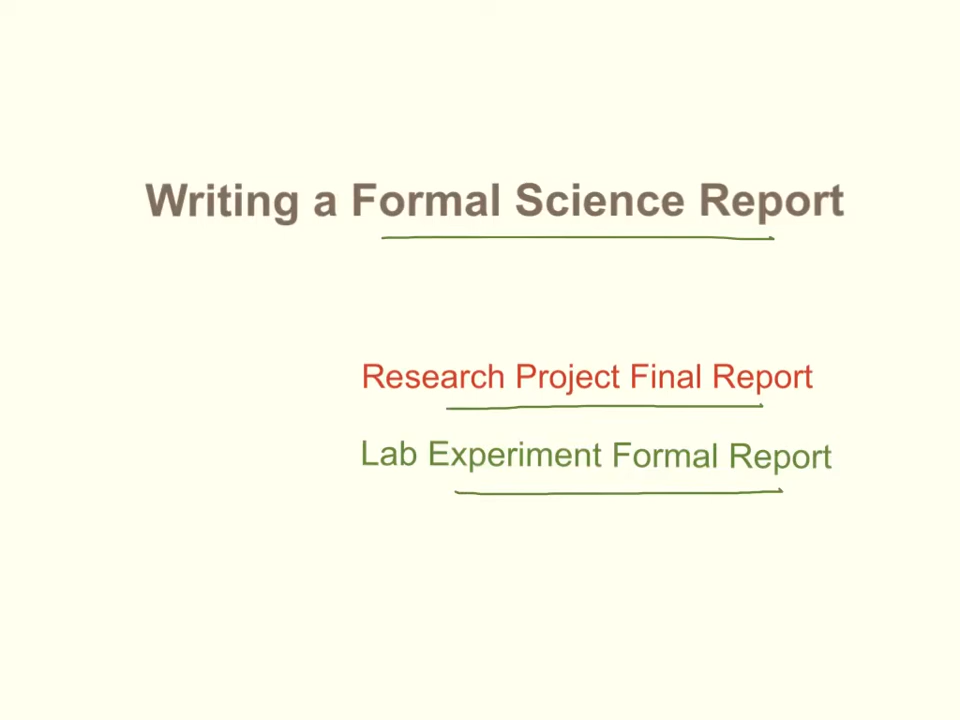 Writing a Formal Science Report
Research Project Final Report
Lab Experiment Formal Report